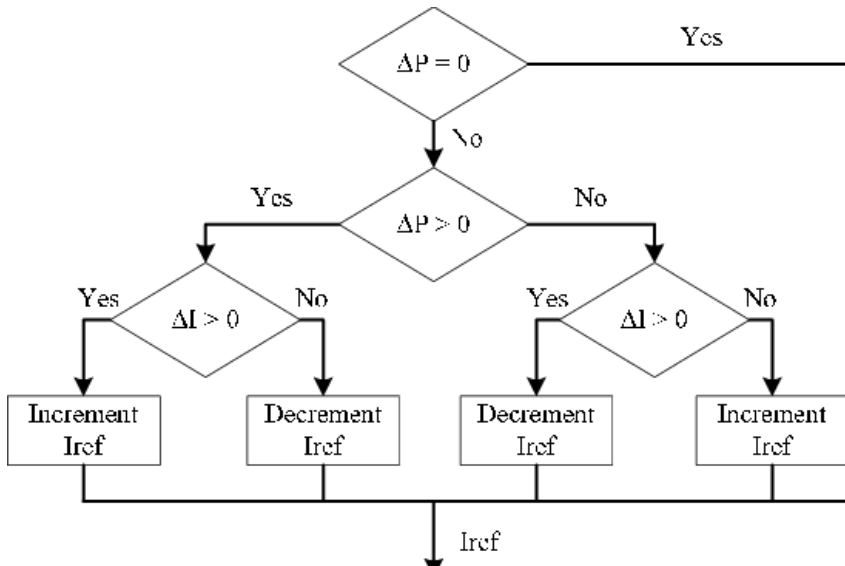 Yes
ΔP = 0
No
Yes
No
ΔP > 0
Yes
No
Yes
No
ΔI > 0
ΔI > 0
Increment
Iref
Decrement
Iref
Decrement
Iref
Increment
Iref
Iref